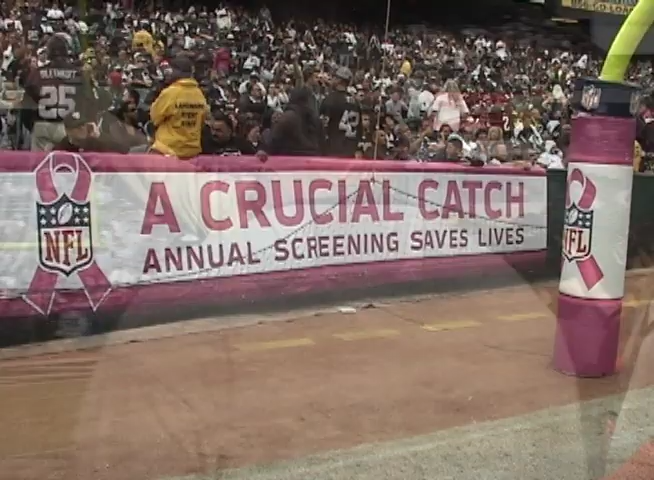 25
42
A CRUCIAL CATCH
ANNUAL SCREENING SAVES LIVES
NFL
NFL